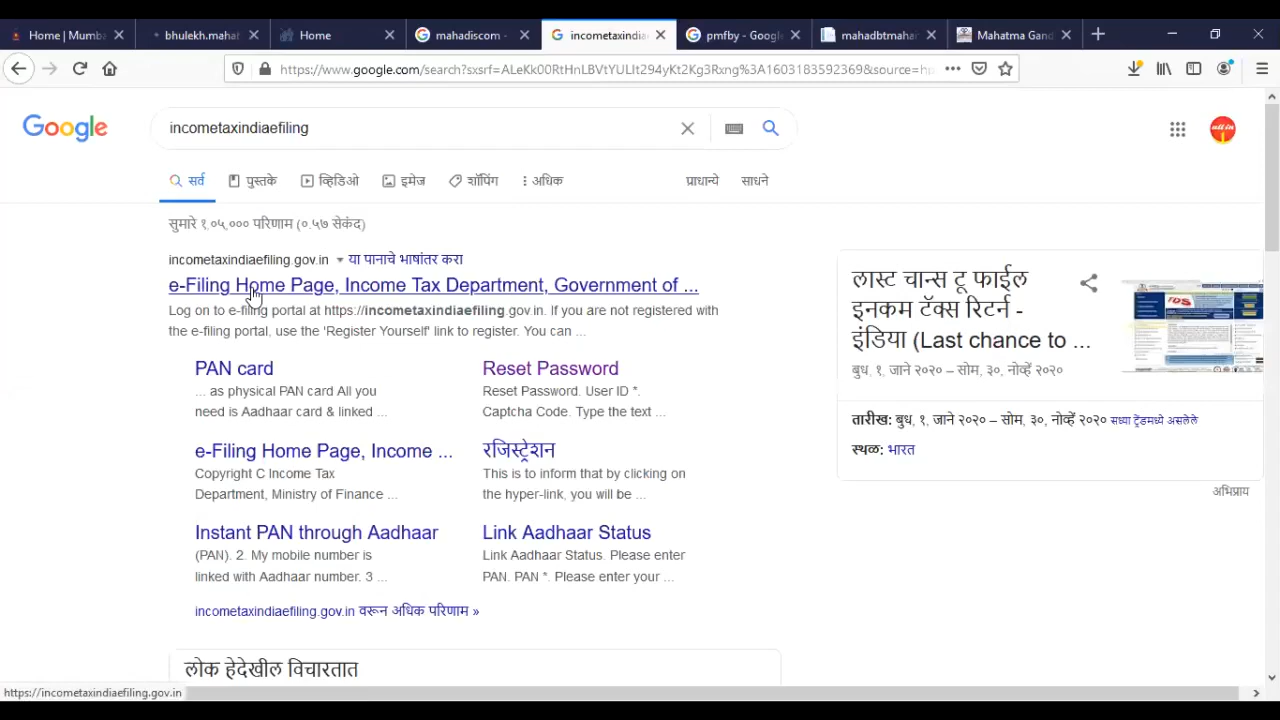 Home | Mumba
bhulekh.mahat
Home
mahadiscom -
incometaxindia
pmfby - Google
mahadbtmahar
Mahatma Gand
https://www.google.com/search?sxsrf=ALeKk00RtHnLBVtYULIt294yKt2Kg3Rxng%3A1603183592369&source=h
Google
incometaxindiaefiling
सर्व
पुस्तके
व्हिडिओ
इमेज
शॉपिंग
अधिक
प्राधान्ये
साधने
सुमारे १,०५,००० परिणाम (०.५७ सेकंद)
incometaxindiaefiling.gov.in या पानाचे भाषांतर करा
e-Filing Home Page, Income Tax Department, Government of ...
Log on to e-filing portal at https://incometaxindiaefiling.gov.in. If you are not registered with
the e-filing portal, use the 'Register Yourself' link to register. You can ...
PAN card
... as physical PAN card All you
need is Aadhaar card & linked ...
Reset Password
Reset Password. User ID *.
Captcha Code. Type the text ...
e-Filing Home Page, Income ...
Copyright C Income Tax
Department, Ministry of Finance ...
रजिस्ट्रेशन
This is to inform that by clicking on
the hyper-link, you will be ...
Instant PAN through Aadhaar
(PAN). 2. My mobile number is
linked with Aadhaar number. 3 ...
Link Aadhaar Status
Link Aadhaar Status. Please enter
PAN. PAN *. Please enter your ...
incometaxindiaefiling.gov.in वरून अधिक परिणाम »
लोक हेदेखील विचारतात
लास्ट चान्स टू फाईल
इनकम टॅक्स रिटर्न -
इंडिया (Last chance to ...
बुध, १, जाने २०२० – सोम, ३०, नोव्हें २०२०
तारीख: बुध, १, जाने २०२० – सोम, ३०, नोव्हें २०२० सध्या ट्रेंडमध्ये असलेले
स्थळ: भारत
अभिप्राय
https://incometaxindiaefiling.gov.in